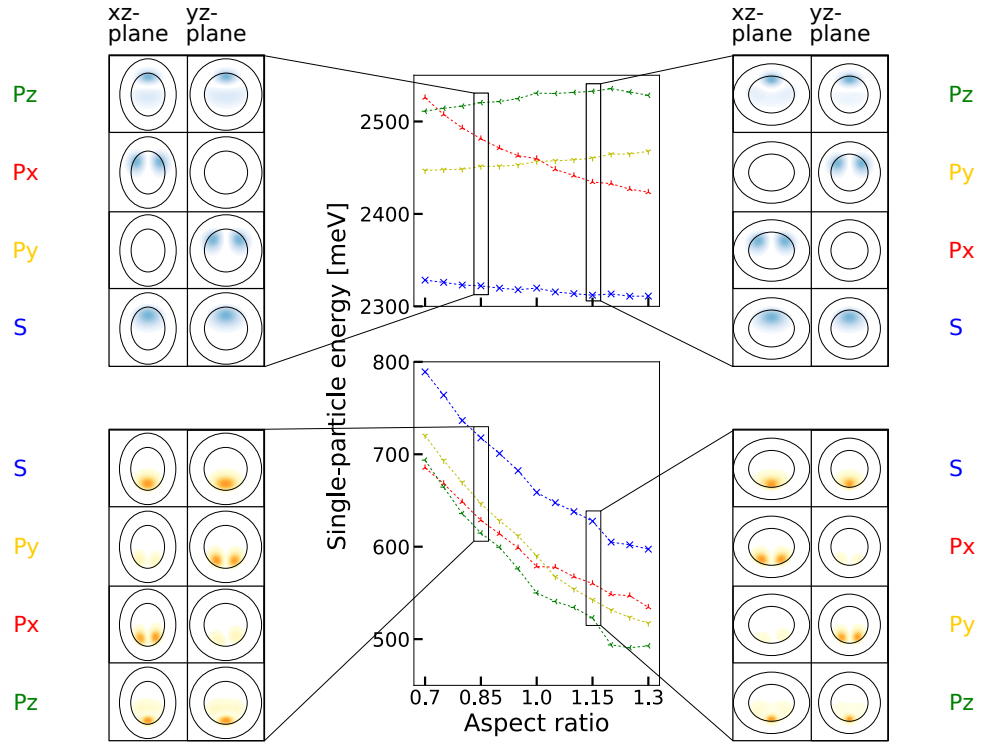 xz-
plane
yz-
plane
xz-
plane
yz-
plane
Pz
Px
Py
S
Pz
Py
Px
S
Single-particle energy [meV]
2500
2400
2300
800
700
600
500
S
Py
Px
Pz
S
Px
Py
Pz
0.7 0.85 1.0 1.15 1.3
Aspect ratio